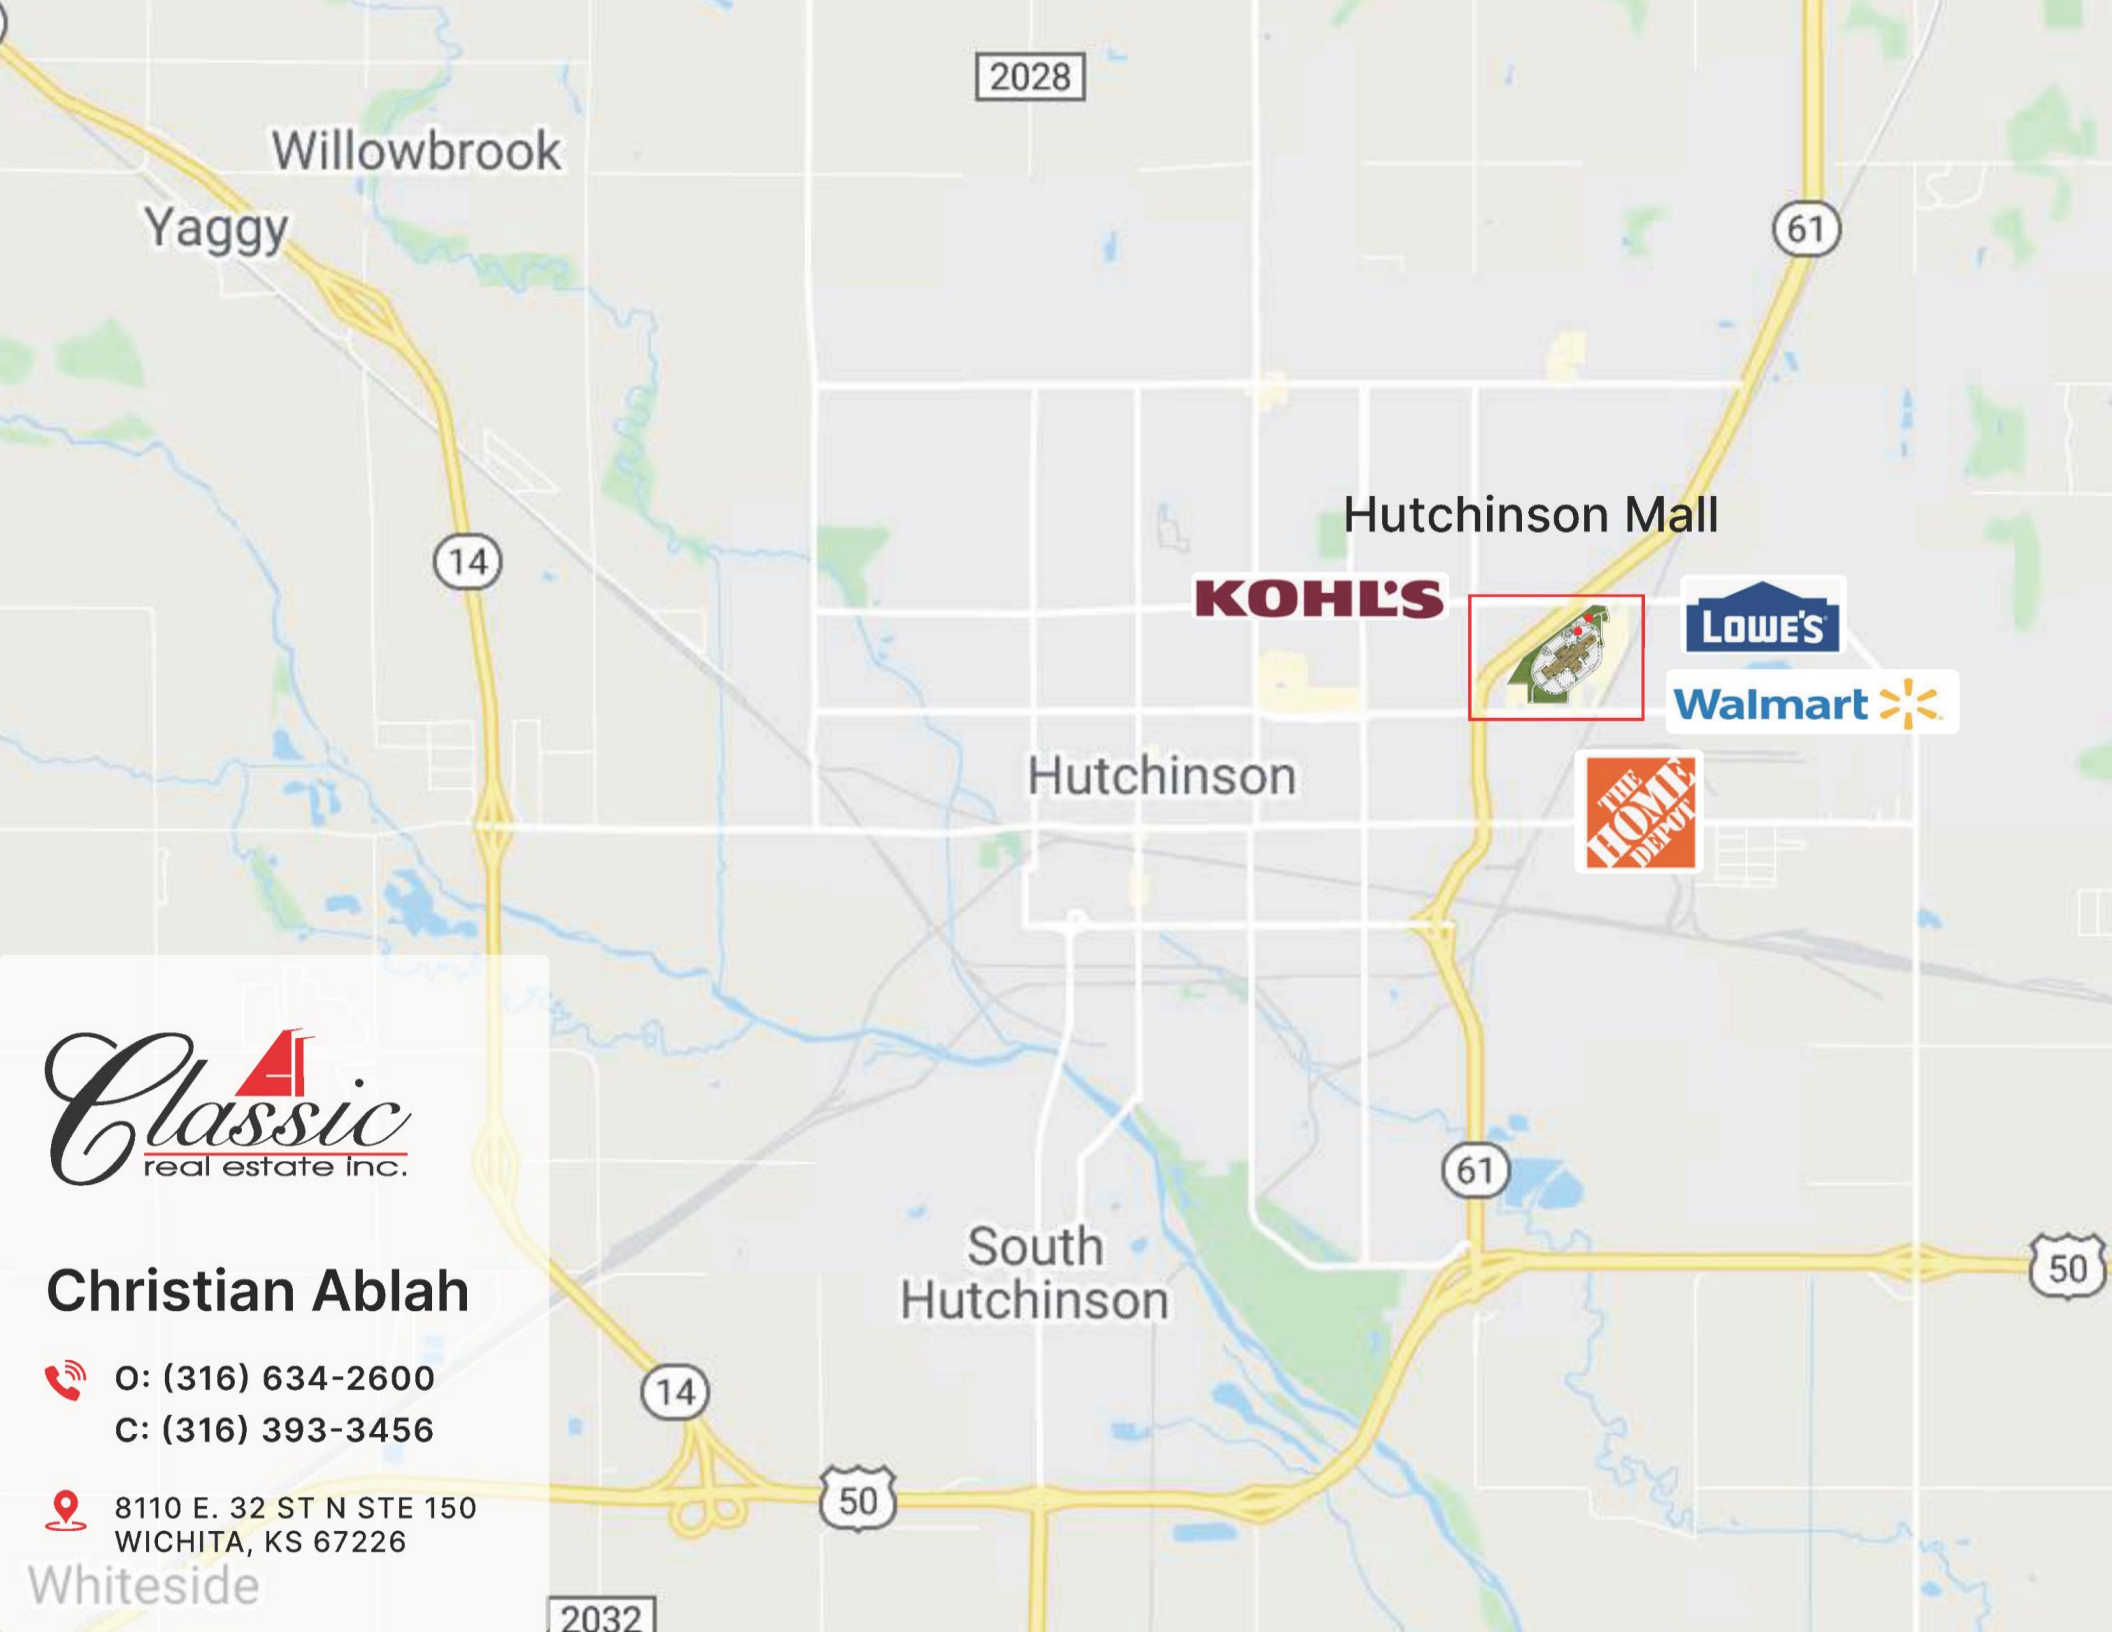 2028
Willowbrook
Yaggy
61
Hutchinson Mall
14
KOHL'S
LOWE'S
Walmart
Hutchinson
THE
HOME
DEPOT
Classic
real estate inc.
61
South
Hutchinson
50
Christian Ablah
O: (316) 634-2600
C: (316) 393-3456
14
50
8110 E. 32 ST N STE 150
WICHITA, KS 67226
Whiteside
2032